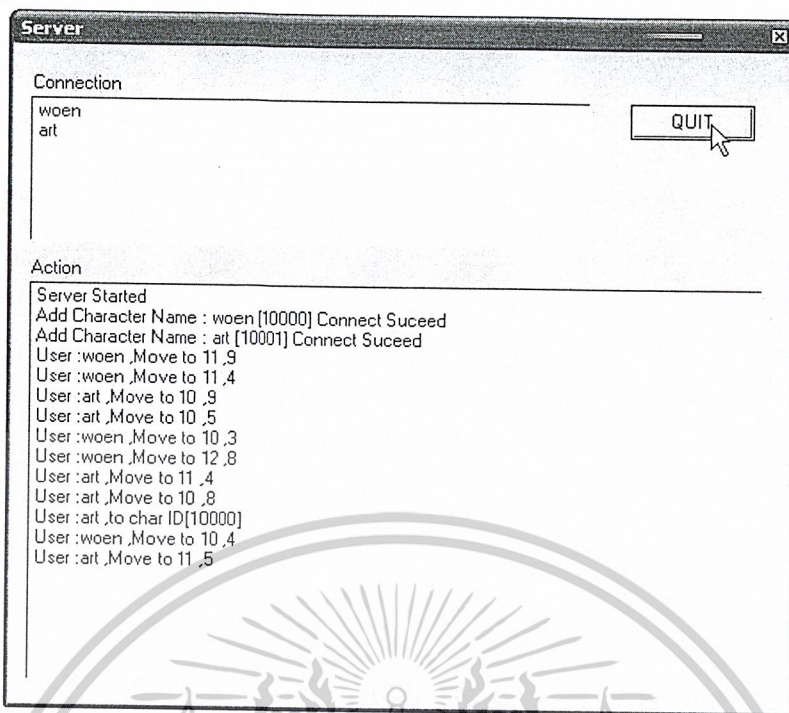 Server
Connection
woen
art
QUIT
Action
Server Started
Add Character Name : woen [10000] Connect Suceed
Add Character Name : art [10001] Connect Suceed
User :woen ,Move to 11 ,9
User :woen ,Move to 11 ,4
User :art ,Move to 10 ,9
User :art ,Move to 10 ,5
User :woen ,Move to 10 ,3
User :woen ,Move to 12 ,8
User :art ,Move to 11 ,4
User :art ,Move to 10 ,8
User :art ,to char ID[10000]
User :woen ,Move to 10 ,4
User :art ,Move to 11 ,5